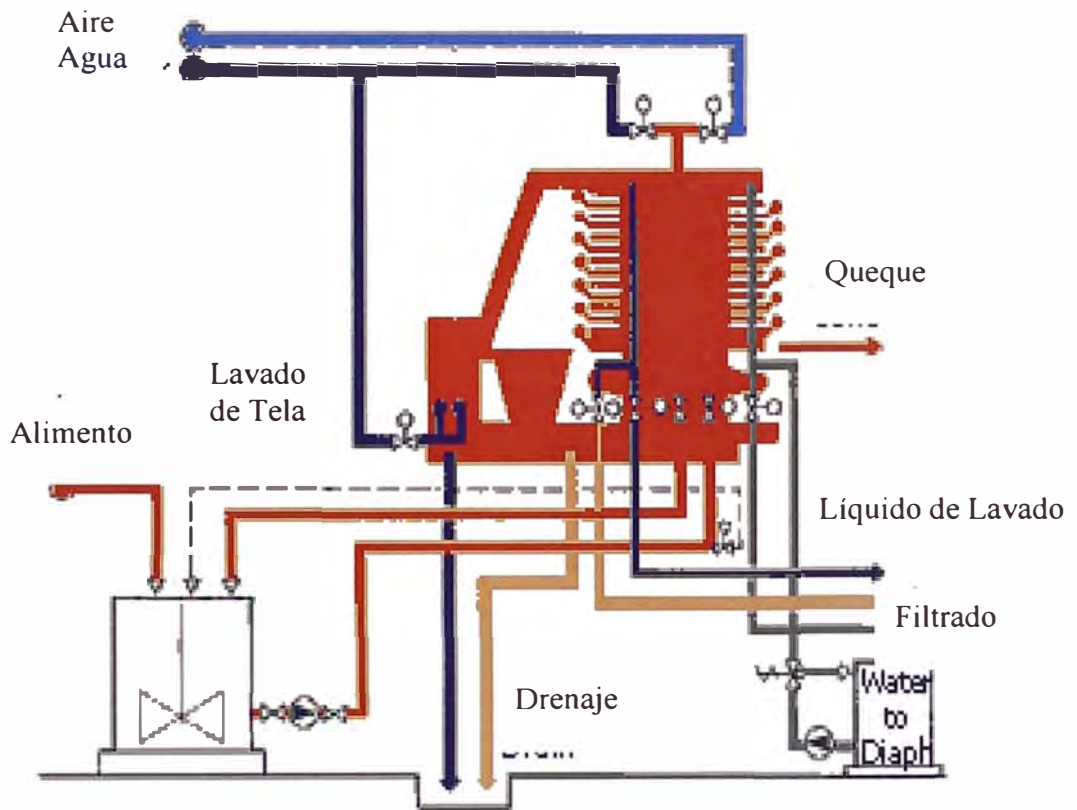 Aire
Agua
Queque
Lavado
de Tela
Alimento
Líquido de Lavado
Filtrado
Drenaje
Water
to
Diaph